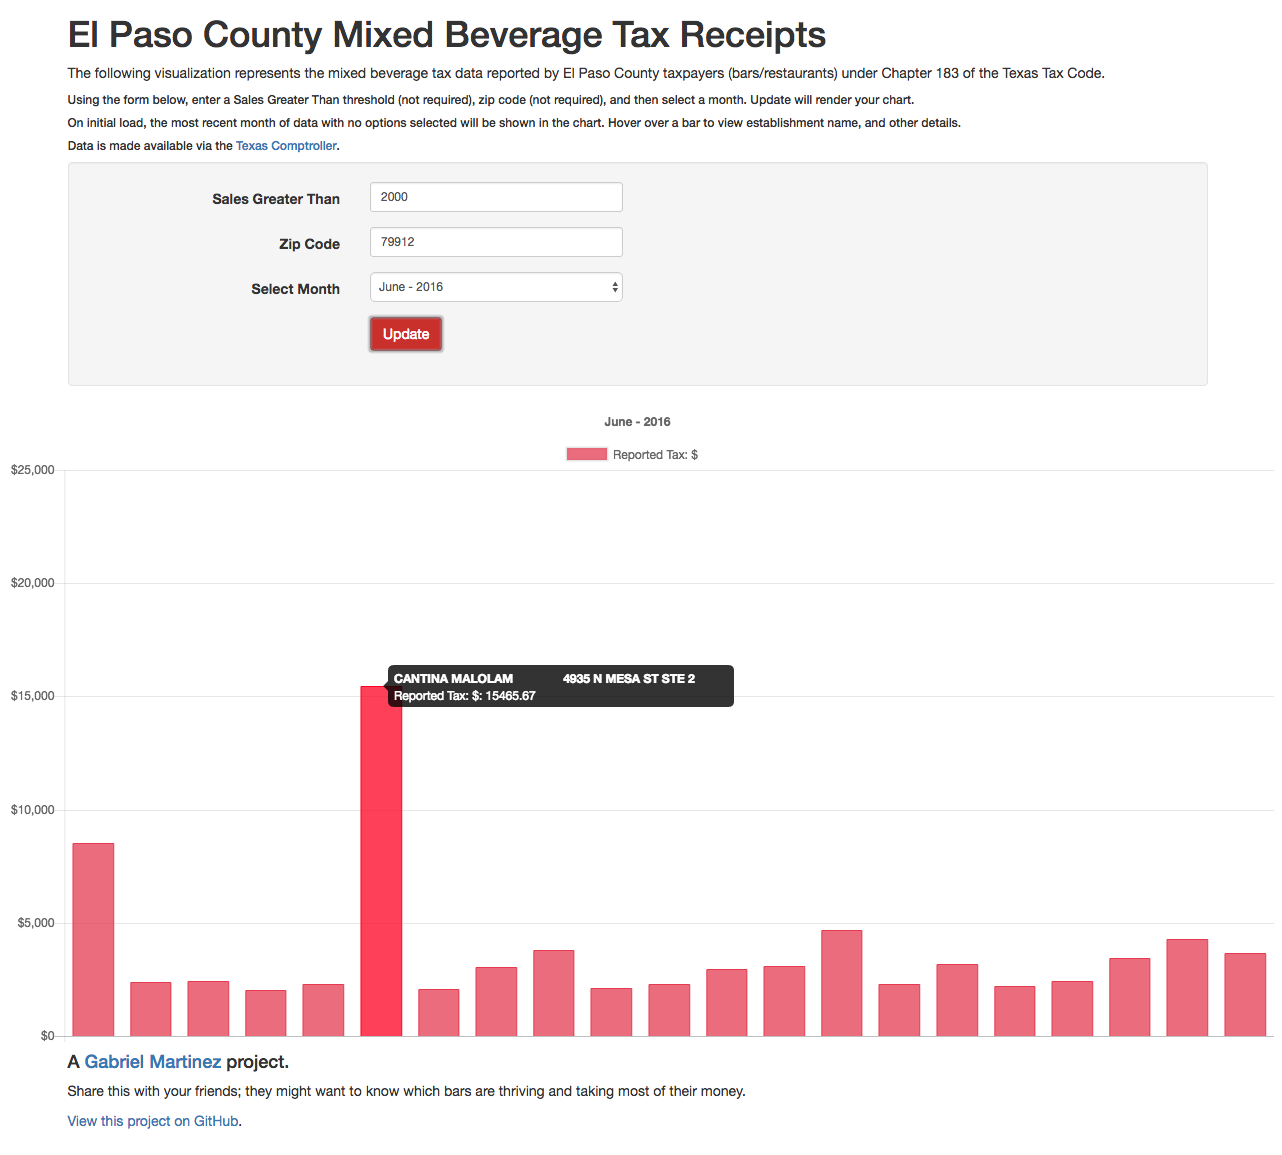 El Paso County Mixed Beverage Tax Receipts
The following visualization represents the mixed beverage tax data reported by El Paso County taxpayers (bars/restaurants) under Chapter 183 of the Texas Tax Code.
Using the form below, enter a Sales Greater Than threshold (not required), zip code (not required), and then select a month. Update will render your chart.
On initial load, the most recent month of data with no options selected will be shown in the chart. Hover over a bar to view establishment name, and other details.
Data is made available via the Texas Comptroller.
Sales Greater Than 2000
Zip Code 79912
Select Month June - 2016
Update
June - 2016
Reported Tax: $
$25,000
$20,000
CANTINA MALOLAM 4935 N MESA ST STE 2
Reported Tax: $: 15465.67
$15,000
$10,000
$5,000
$0
A Gabriel Martinez project.
Share this with your friends; they might want to know which bars are thriving and taking most of their money.
View this project on GitHub.